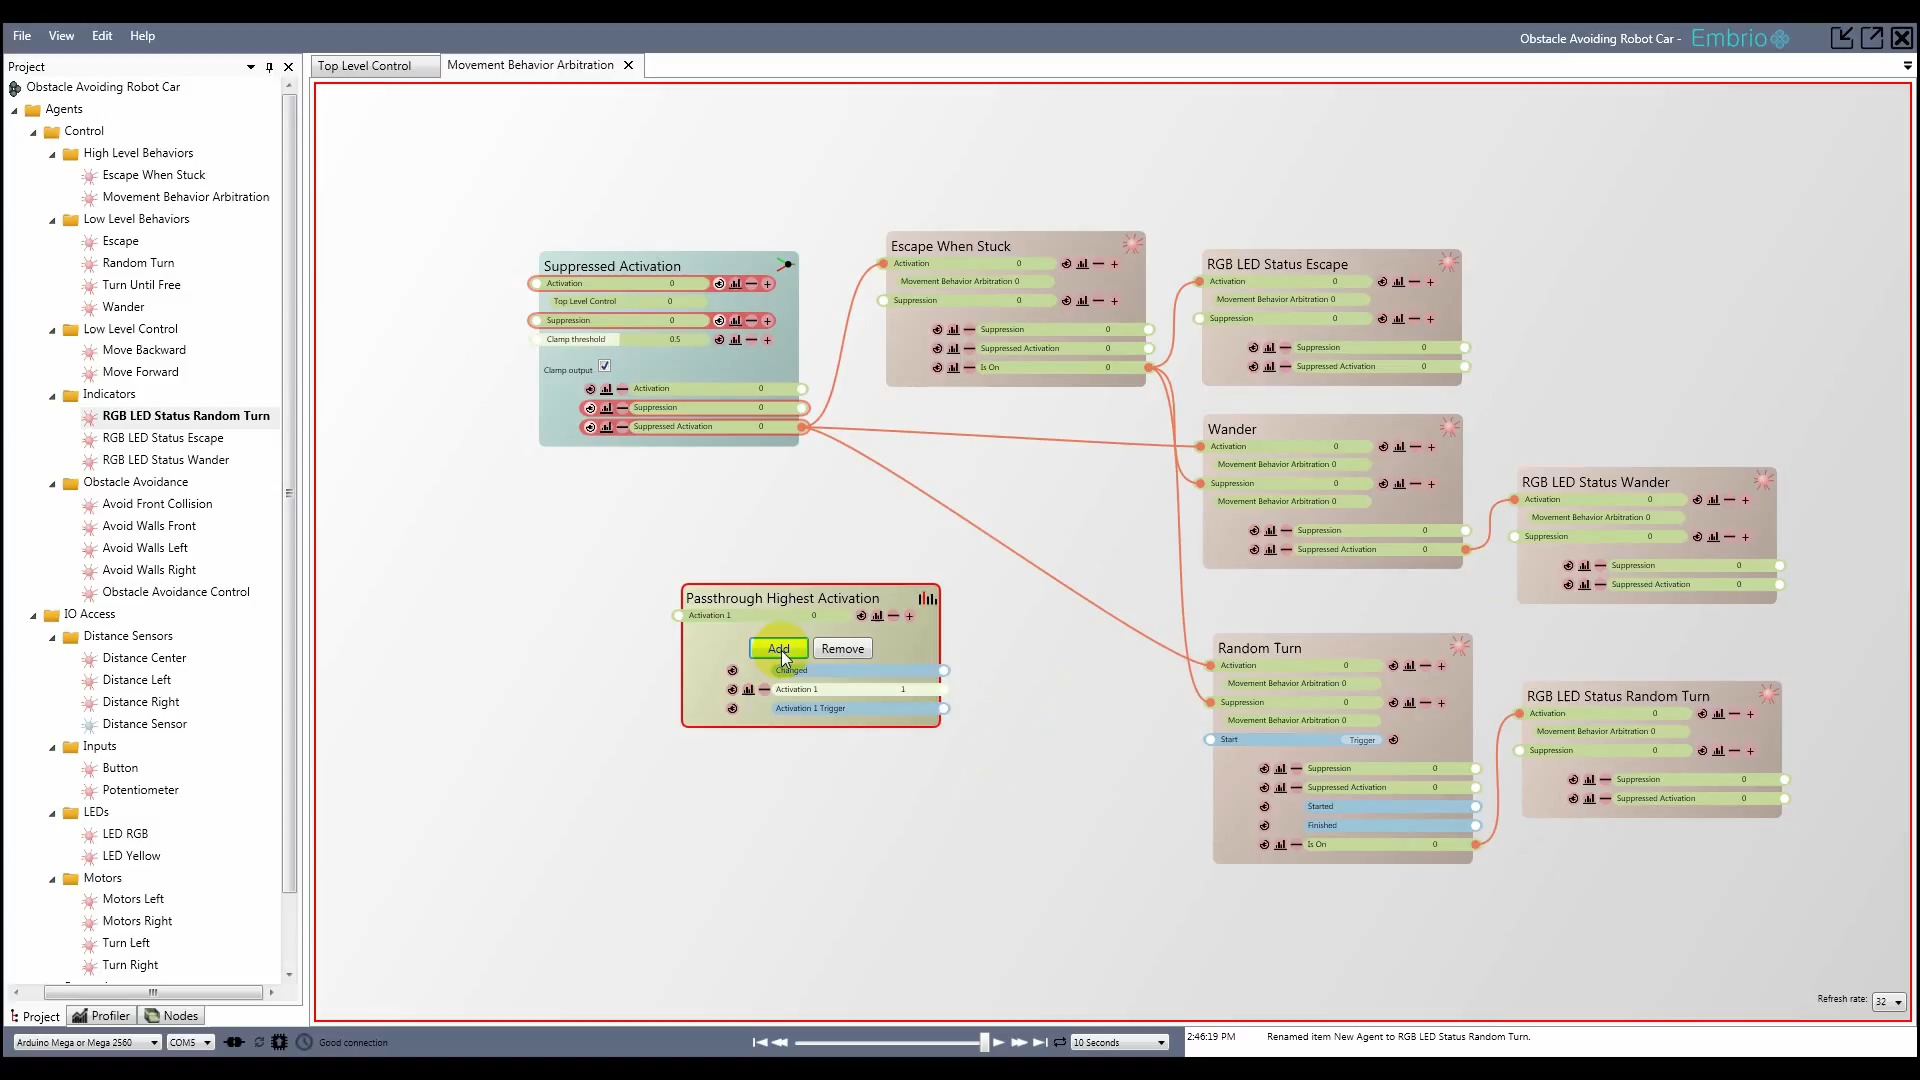 File View Edit Help
Obstacle Avoiding Robot Car - Embrio
Project
Obstacle Avoiding Robot Car
Agents
Control
High Level Behaviors
Escape When Stuck
Movement Behavior Arbitration
Low Level Behaviors
Escape
Random Turn
Turn Until Free
Wander
Low Level Control
Move Backward
Move Forward
Indicators
RGB LED Status Random Turn
RGB LED Status Escape
RGB LED Status Wander
Obstacle Avoidance
Avoid Front Collision
Avoid Walls Front
Avoid Walls Left
Avoid Walls Right
Obstacle Avoidance Control
IO Access
Distance Sensors
Distance Center
Distance Left
Distance Right
Distance Sensor
Inputs
Button
Potentiometer
LEDs
LED RGB
LED Yellow
Motors
Motors Left
Motors Right
Turn Left
Turn Right
Project Profiler Nodes
Top Level Control
Movement Behavior Arbitration
Suppressed Activation
Activation 0
Top Level Control 0
Suppression 0
Clamp threshold 0.5
Clamp output
Activation 0
Suppression 0
Suppressed Activation 0
Escape When Stuck
Activation 0
Movement Behavior Arbitration 0
Suppression 0
Suppression 0
Suppressed Activation 0
Is On 0
RGB LED Status Escape
Activation 0
Movement Behavior Arbitration 0
Suppression 0
Suppression 0
Suppressed Activation 0
Wander
Activation 0
Movement Behavior Arbitration 0
Suppression 0
Movement Behavior Arbitration 0
Suppression 0
Suppressed Activation 0
RGB LED Status Wander
Activation 0
Movement Behavior Arbitration 0
Suppression 0
Suppression 0
Suppressed Activation 0
Passthrough Highest Activation
Activation 1 0
Add Remove
Changed
Activation 1 1
Activation 1 Trigger
Random Turn
Activation 0
Movement Behavior Arbitration 0
Suppression 0
Movement Behavior Arbitration 0
Start Trigger
Suppression 0
Suppressed Activation 0
Started
Finished
Is On 0
RGB LED Status Random Turn
Activation 0
Movement Behavior Arbitration 0
Suppression 0
Suppression 0
Suppressed Activation 0
Refresh rate: 32
Arduino Mega or Mega 2560 COM5 Good connection
10 Seconds
2:46:19 PM Renamed item New Agent to RGB LED Status Random Turn.